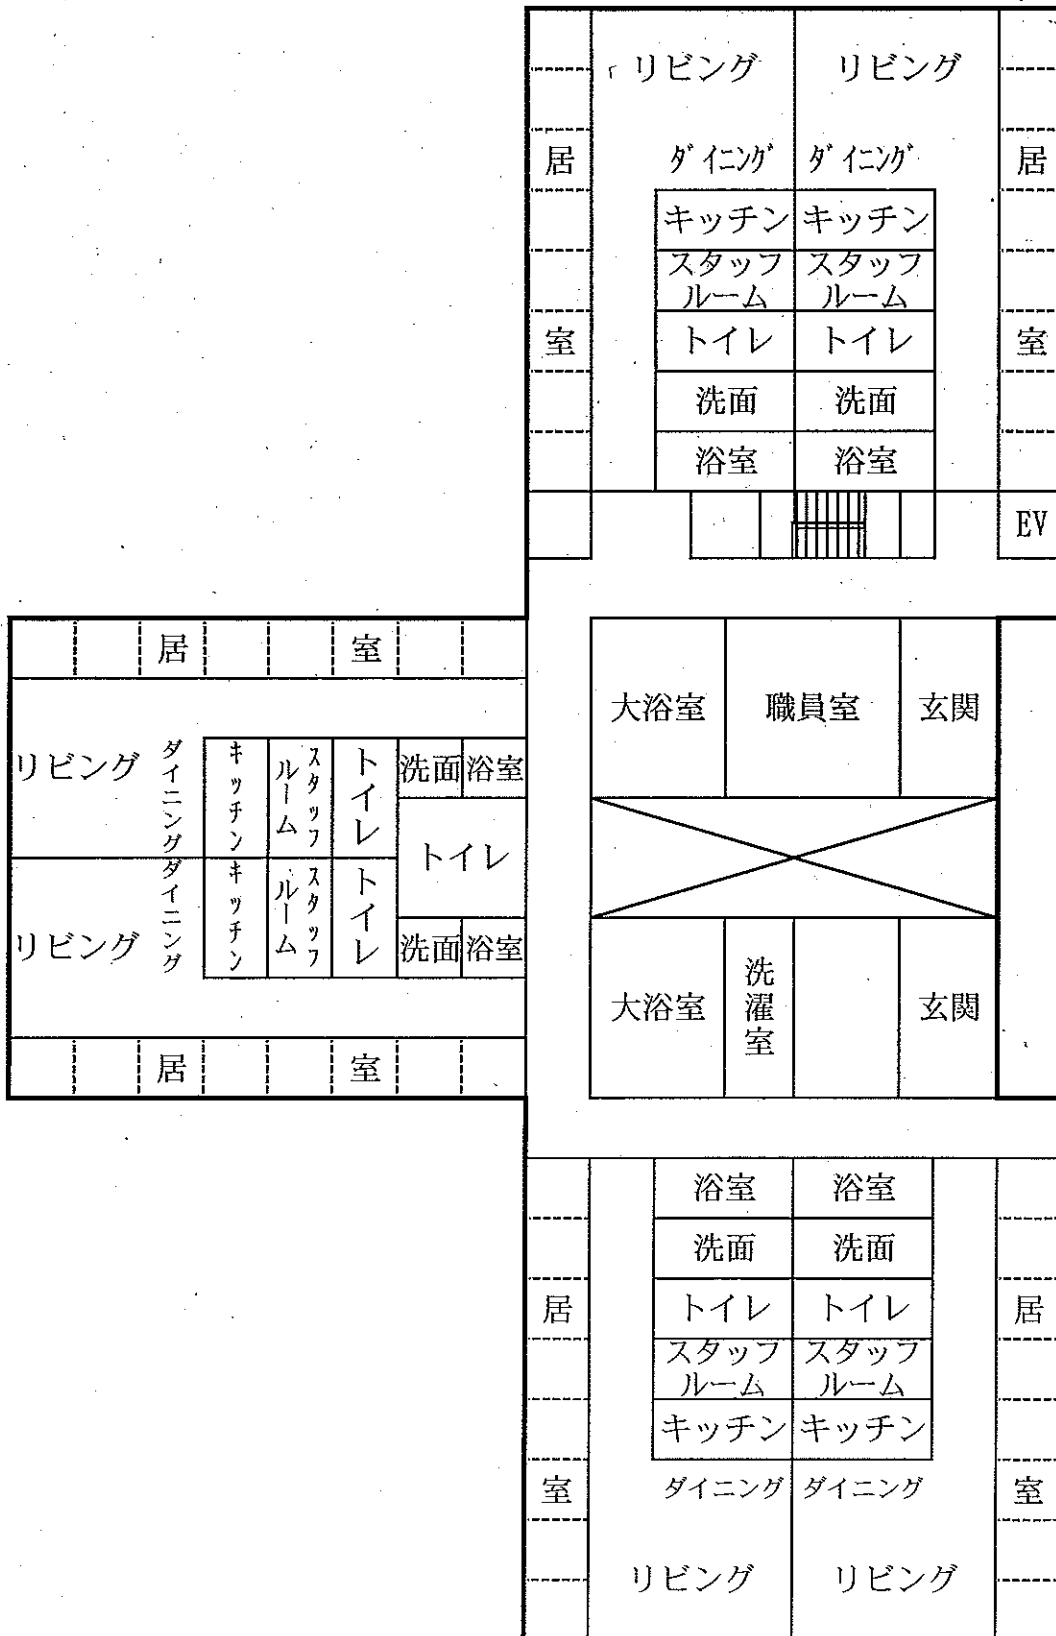 リビング リビング
居 ダイニング ダイニング 居
キッチン キッチン
スタッフ スタッフ
ルーム ルーム
室 トイレ トイレ 室
洗面 洗面
浴室 浴室
EV
居 室
大浴室 職員室 玄関
リビング ダイニング キッチン スタッフルーム トイレ 洗面 浴室
トイレ
リビング ダイニング キッチン スタッフルーム トイレ 洗面 浴室
大浴室 洗濯室 玄関
居 室
浴室 浴室
洗面 洗面
居 トイレ トイレ 居
スタッフ スタッフ
ルーム ルーム
キッチン キッチン
室 ダイニング ダイニング 室
リビング リビング